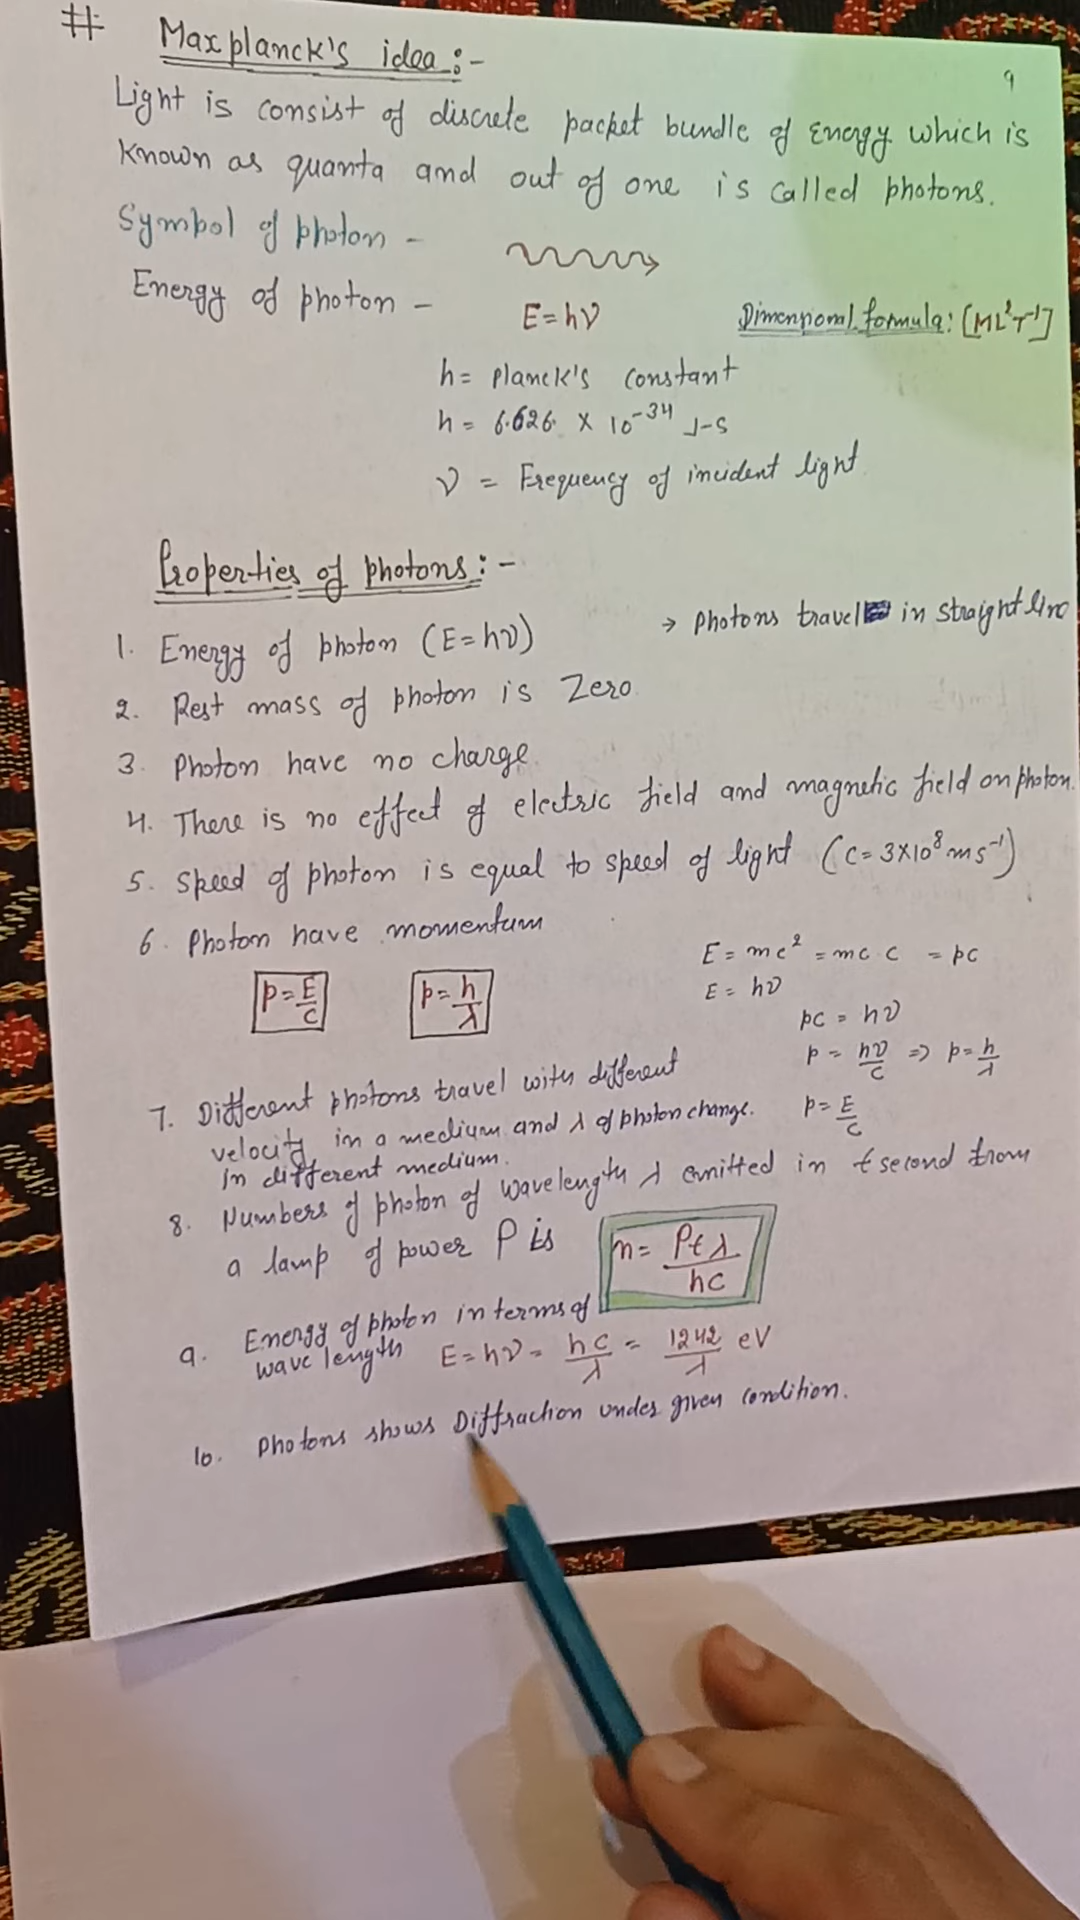 # Maxplanck's idea :-
9
Light is consist of discrete packet bundle of Energy which is
known as quanta and out of one is called photons.
Symbol of photon -
Energy of photon - E = hν Dimensional formula: [ML²T⁻¹]
h = Planck's constant
h = 6.626 × 10⁻³⁴ J-S
ν = Frequency of incident light
Properties of photons :-
→ Photons travel in straight line
1. Energy of photon (E = hν)
2. Rest mass of photon is Zero.
3. Photon have no charge.
4. There is no effect of electric field and magnetic field on photon.
5. Speed of photon is equal to speed of light (C = 3×10⁸ ms⁻¹)
6. Photon have momentum
p = E/C p = h/λ
E = mc² = mc.c = pc
E = hν
pc = hν
p = hν/c ⇒ p = h/λ
p = E/c
7. Different photons travel with different
velocity in a medium and λ of photon change.
in different medium.
8. Numbers of photon of wavelength λ emitted in t second from
a lamp of power P is n = Ptλ/hc
9. Energy of photon in terms of
wave length E = hν = hc/λ = 1242/λ eV
10. Photons shows Diffraction under given condition.